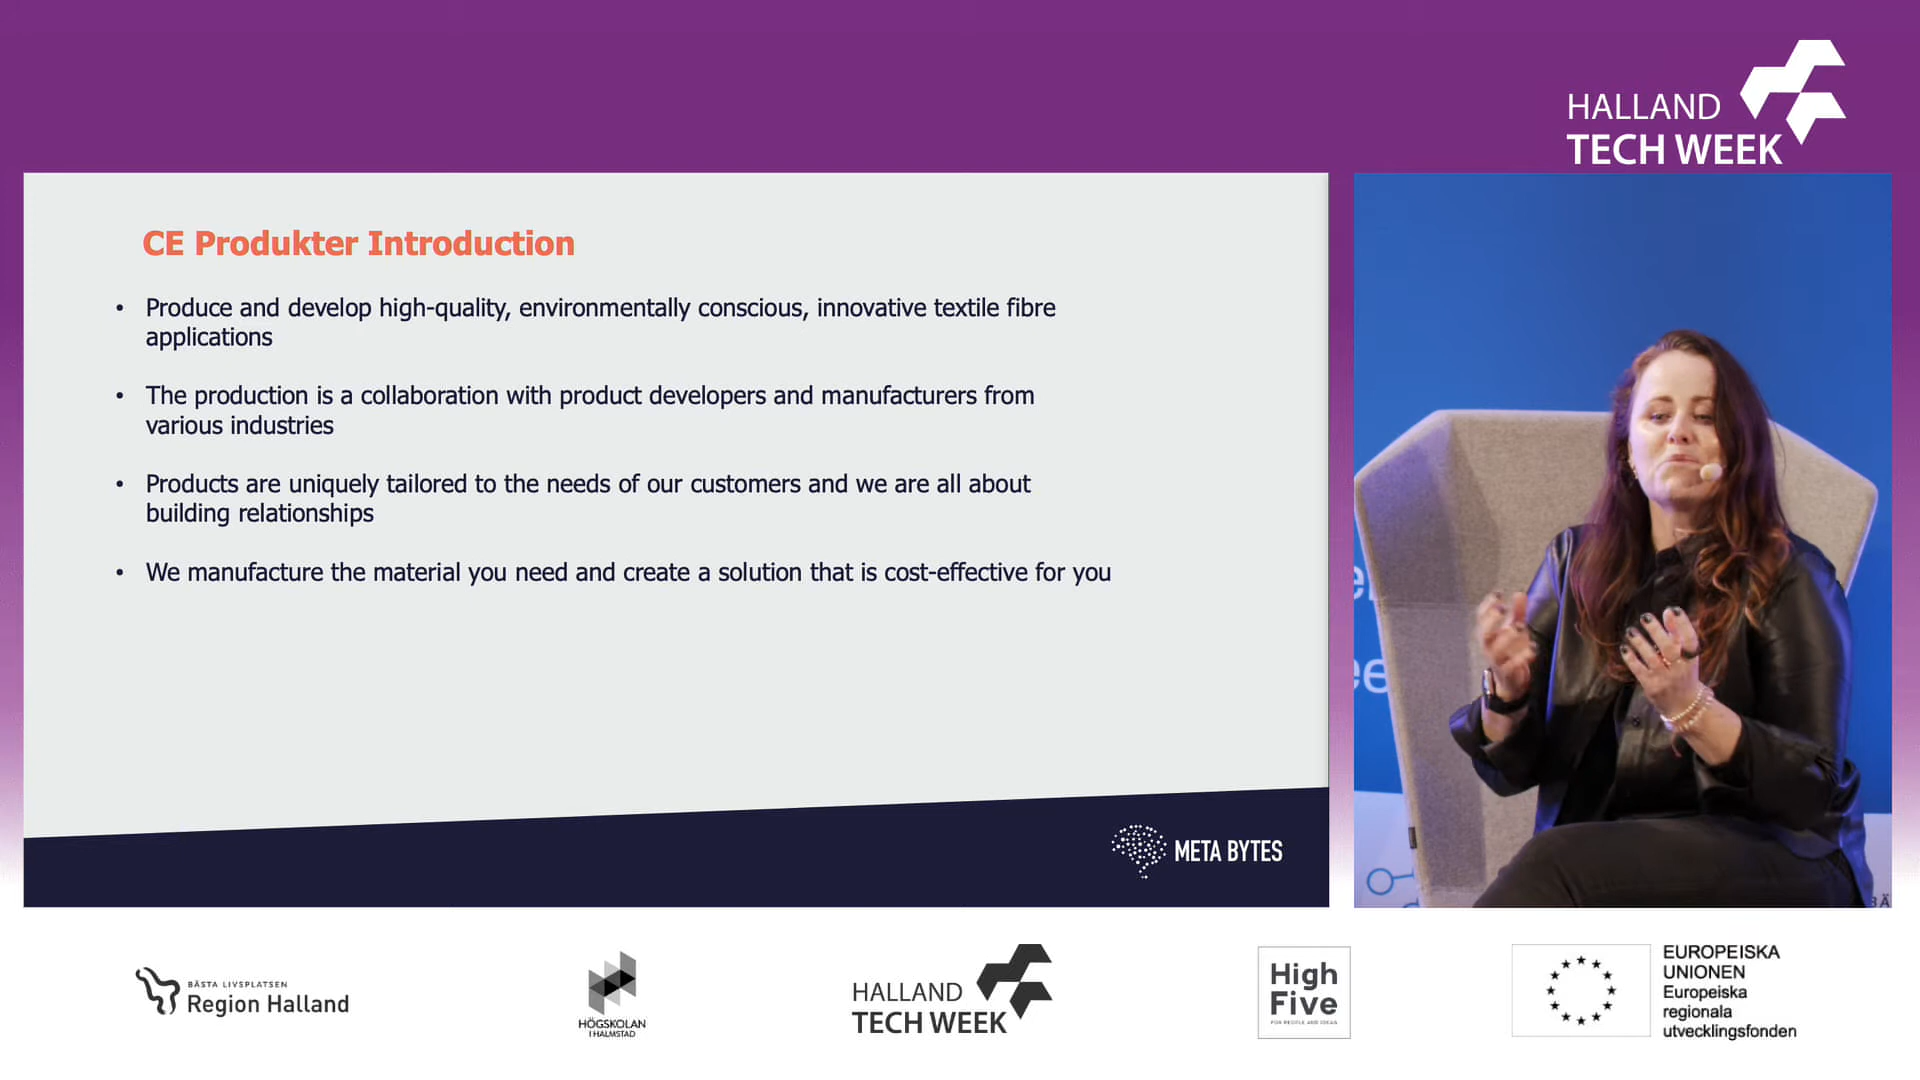 HALLAND
TECH WEEK
CE Produkter Introduction
• Produce and develop high-quality, environmentally conscious, innovative textile fibre
applications
• The production is a collaboration with product developers and manufacturers from
various industries
• Products are uniquely tailored to the needs of our customers and we are all about
building relationships
• We manufacture the material you need and create a solution that is cost-effective for you
META BYTES
BÄSTA LIVSPLATSEN
Region Halland
HÖGSKOLAN
I HALMSTAD
HALLAND
TECH WEEK
High
Five
FOR PEOPLE AND IDEAS
EUROPEISKA
UNIONEN
Europeiska
regionala
utvecklingsfonden